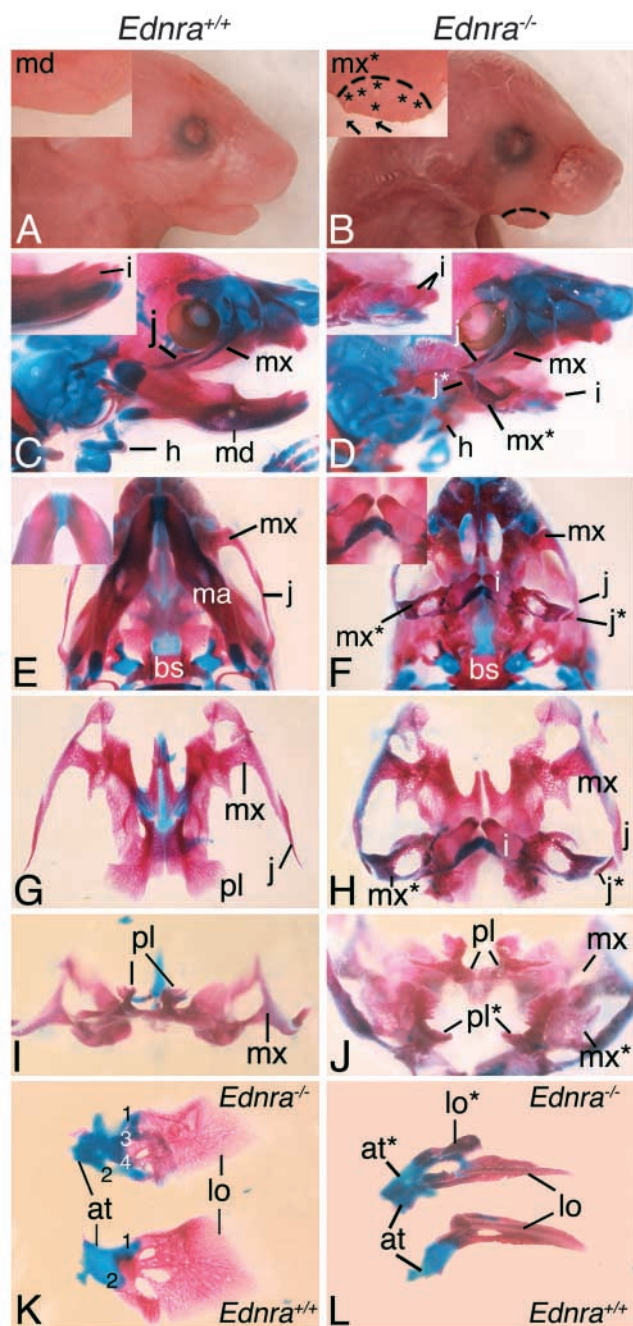 Ednra+/+ Ednra-/-
md mx*
* * * * * *
A B
i i
j mx j mx
j* i
h md h mx*
C D
mx mx
ma j i j
mx* j*
bs bs
E F
mx mx
i j
j
pl mx* j*
G H
pl pl mx
pl*
mx mx*
I J
Ednra-/- Ednra-/-
1 lo*
3 at*
4
2
at lo lo
1 at
2
K Ednra+/+ L Ednra+/+